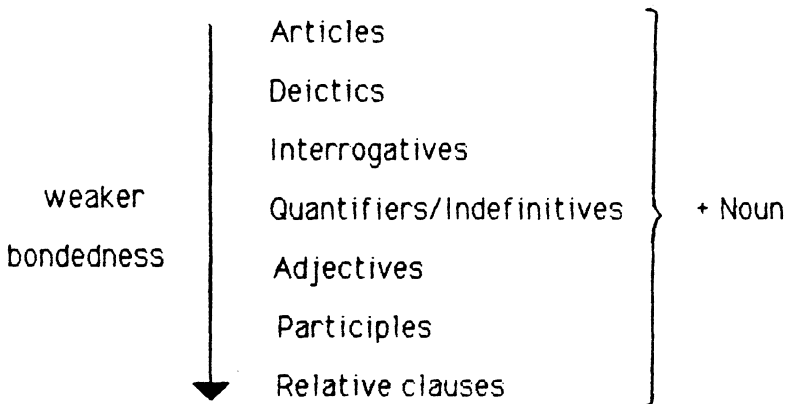 Articles
Deictics
Interrogatives
weaker
Quantifiers/Indefinitives
+ Noun
bondedness
Adjectives
Participles
Relative clauses